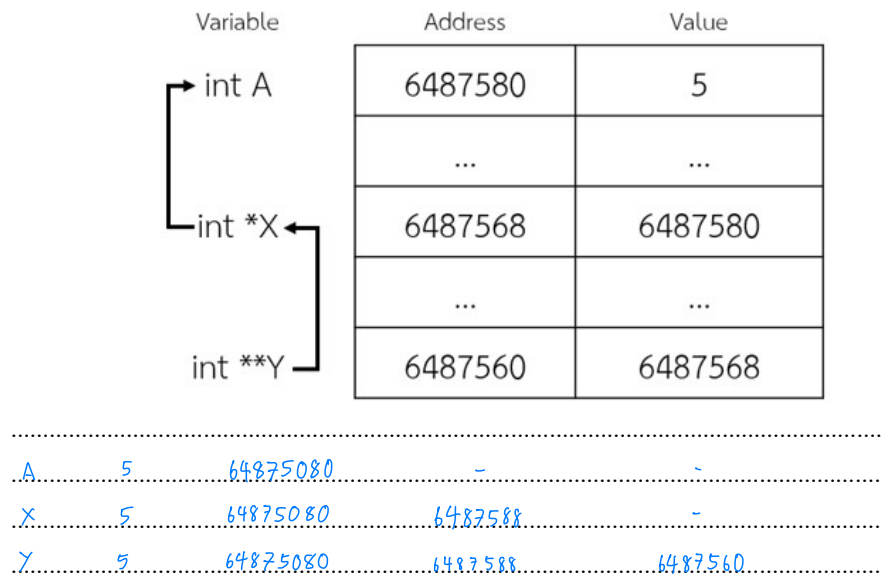 Variable Address Value
int A 6487580 5
... ...
int *X 6487568 6487580
... ...
int **Y 6487560 6487568
A 5 64875080 - -
X 5 64875080 6487588 -
Y 5 64875080 6487588 6487560